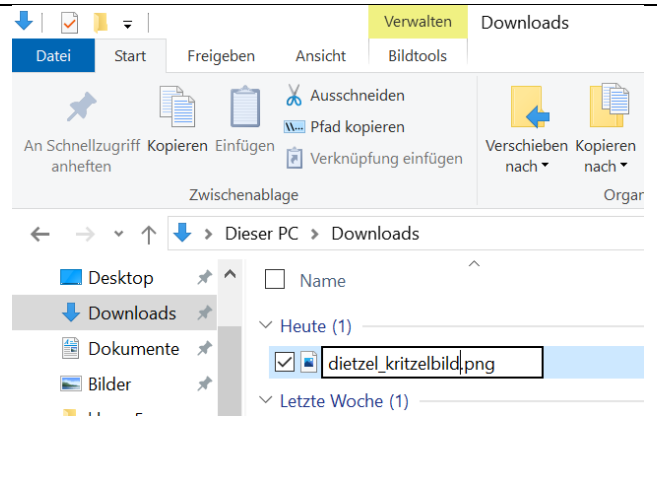 Verwalten Downloads
Datei Start Freigeben Ansicht Bildtools
An Schnellzugriff anheften
Kopieren
Einfügen
Ausschneiden
Pfad kopieren
Verknüpfung einfügen
Verschieben nach
Kopieren nach
Zwischenablage
Dieser PC > Downloads
Desktop
Downloads
Dokumente
Bilder
Name
Heute (1)
dietzel_kritzelbild.png
Letzte Woche (1)